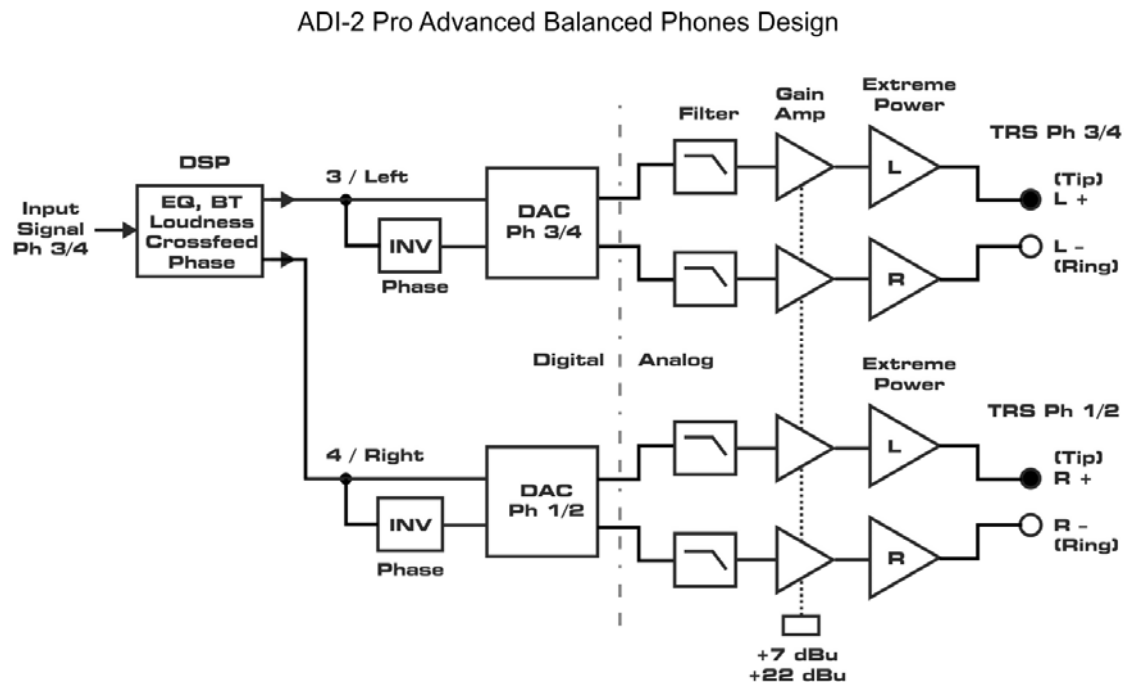 ADI-2 Pro Advanced Balanced Phones Design
Extreme
Power
Gain
Amp
Filter
TRS Ph 3/4
DSP
3 / Left
L
(Tip)
L +
Input
Signal
Ph 3/4
EQ, BT
Loudness
Crossfeed
Phase
DAC
Ph 3/4
INV
Phase
R
L -
(Ring)
Digital
Analog
Extreme
Power
TRS Ph 1/2
4 / Right
L
(Tip)
R +
DAC
Ph 1/2
INV
Phase
R
R -
(Ring)
+7 dBu
+22 dBu